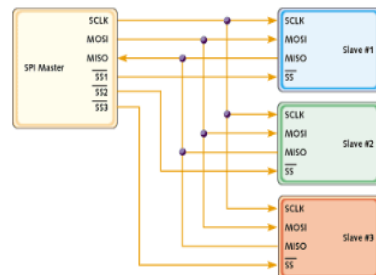 SPI Master
SCLK
MOSI
MISO
SS1
SS2
SS3
SCLK
MOSI
MISO
SS
Slave #1
SCLK
MOSI
MISO
SS
Slave #2
SCLK
MOSI
MISO
SS
Slave #3